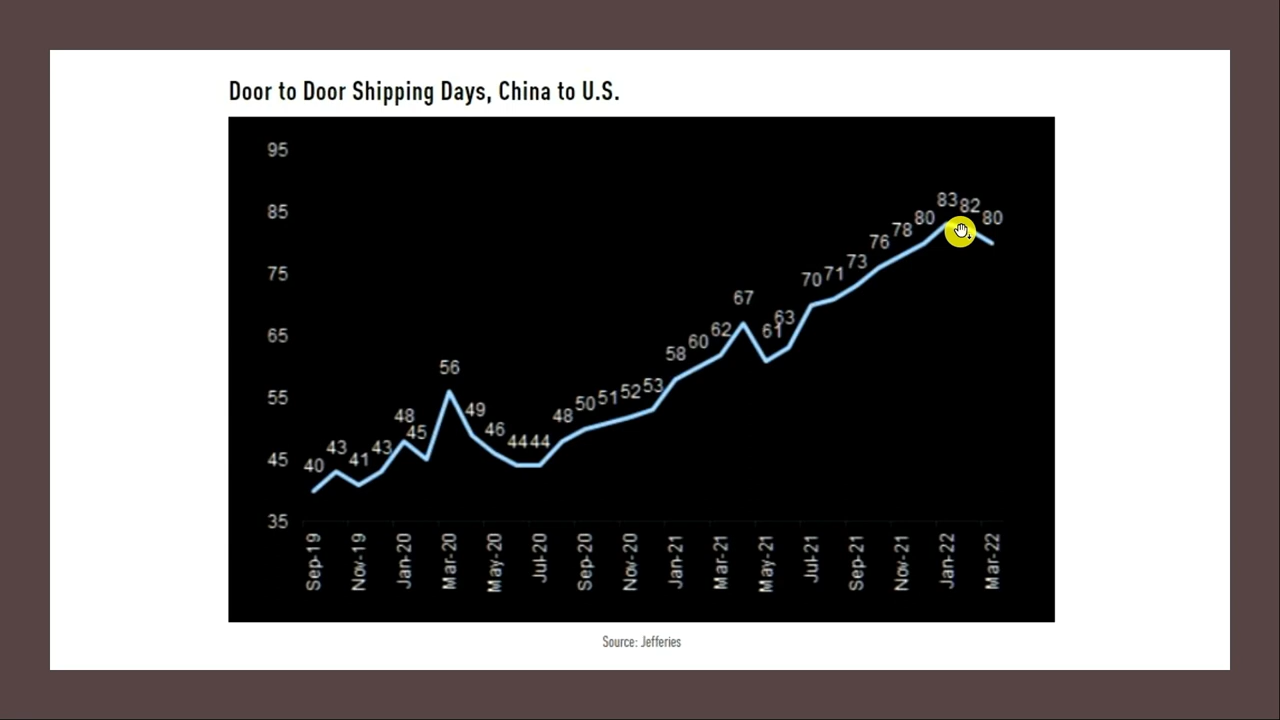 Door to Door Shipping Days, China to U.S.
95
85
75
65
55
45
35
40
43
41
43
48
45
56
49
46
44
44
48
50
51
52
53
58
60
62
67
61
63
70
71
73
76
78
80
83
82
80
Sep-19
Nov-19
Jan-20
Mar-20
May-20
Jul-20
Sep-20
Nov-20
Jan-21
Mar-21
May-21
Jul-21
Sep-21
Nov-21
Jan-22
Mar-22
Source: Jefferies